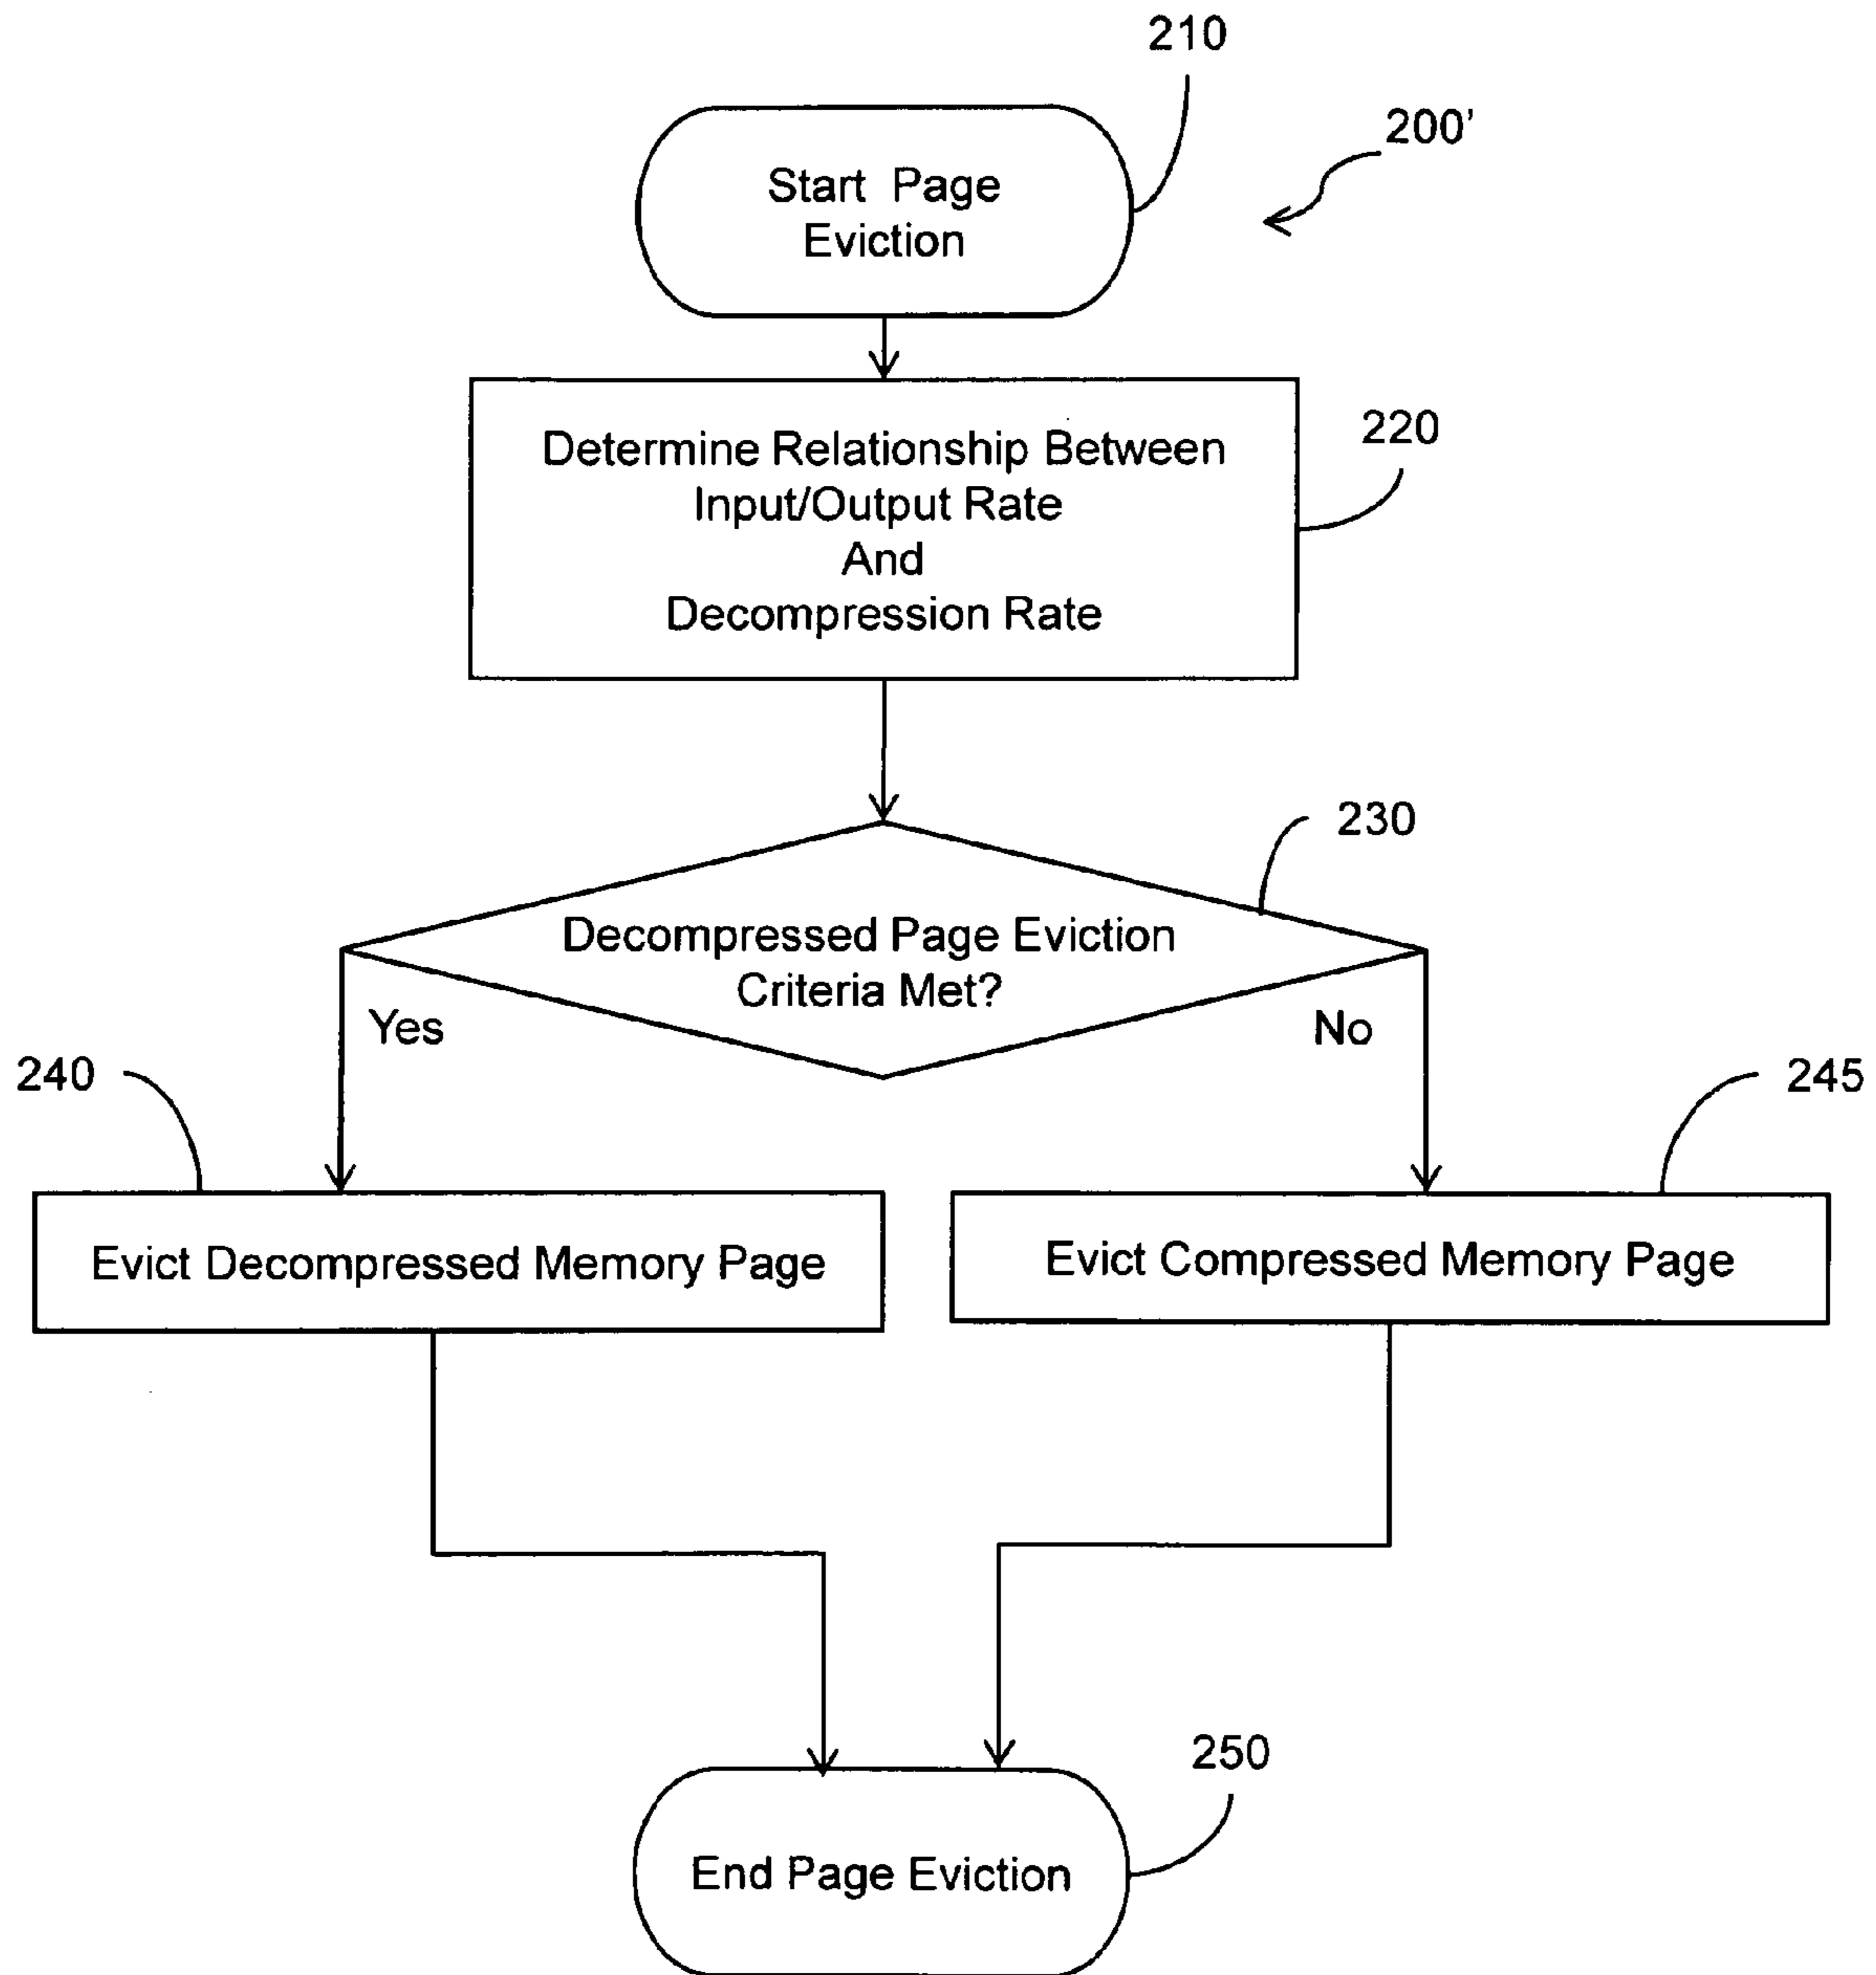 210
200'
Start Page
Eviction
220
Determine Relationship Between
Input/Output Rate
And
Decompression Rate
230
Decompressed Page Eviction
Criteria Met?
Yes
No
240
245
Evict Decompressed Memory Page
Evict Compressed Memory Page
250
End Page Eviction